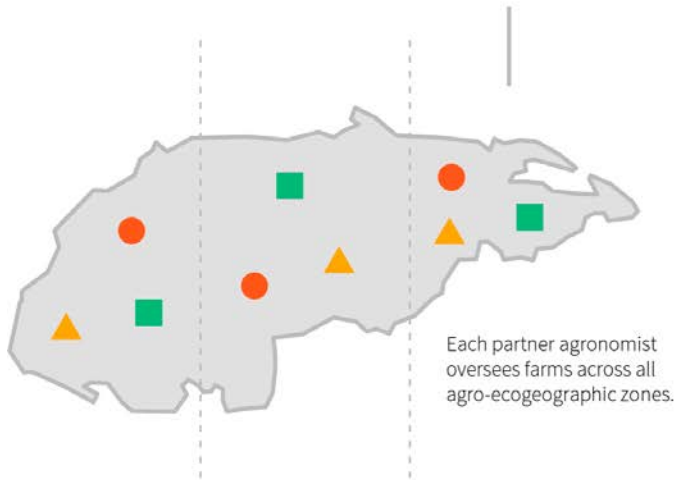 Each partner agronomist
oversees farms across all
agro-ecogeographic zones.